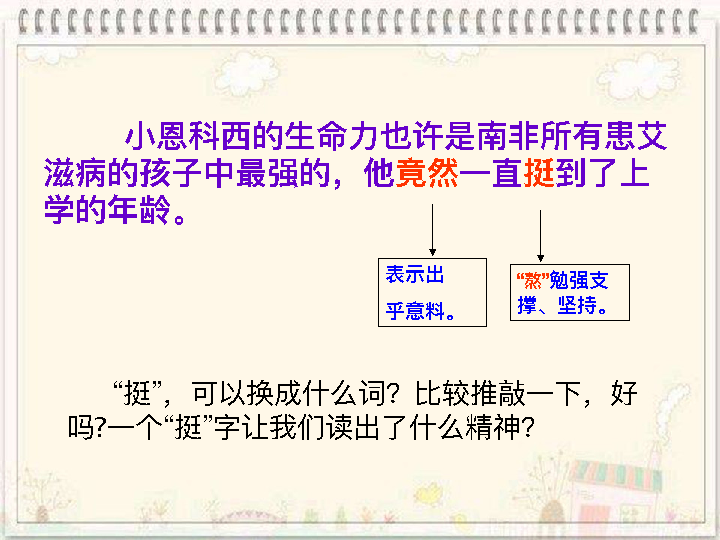 小恩科西的生命力也许是南非所有患艾
滋病的孩子中最强的，他竟然一直挺到了上
学的年龄。
表示出
乎意料。
“熬”勉强支
撑、坚持。
“挺”，可以换成什么词？比较推敲一下，好
吗?一个“挺”字让我们读出了什么精神?